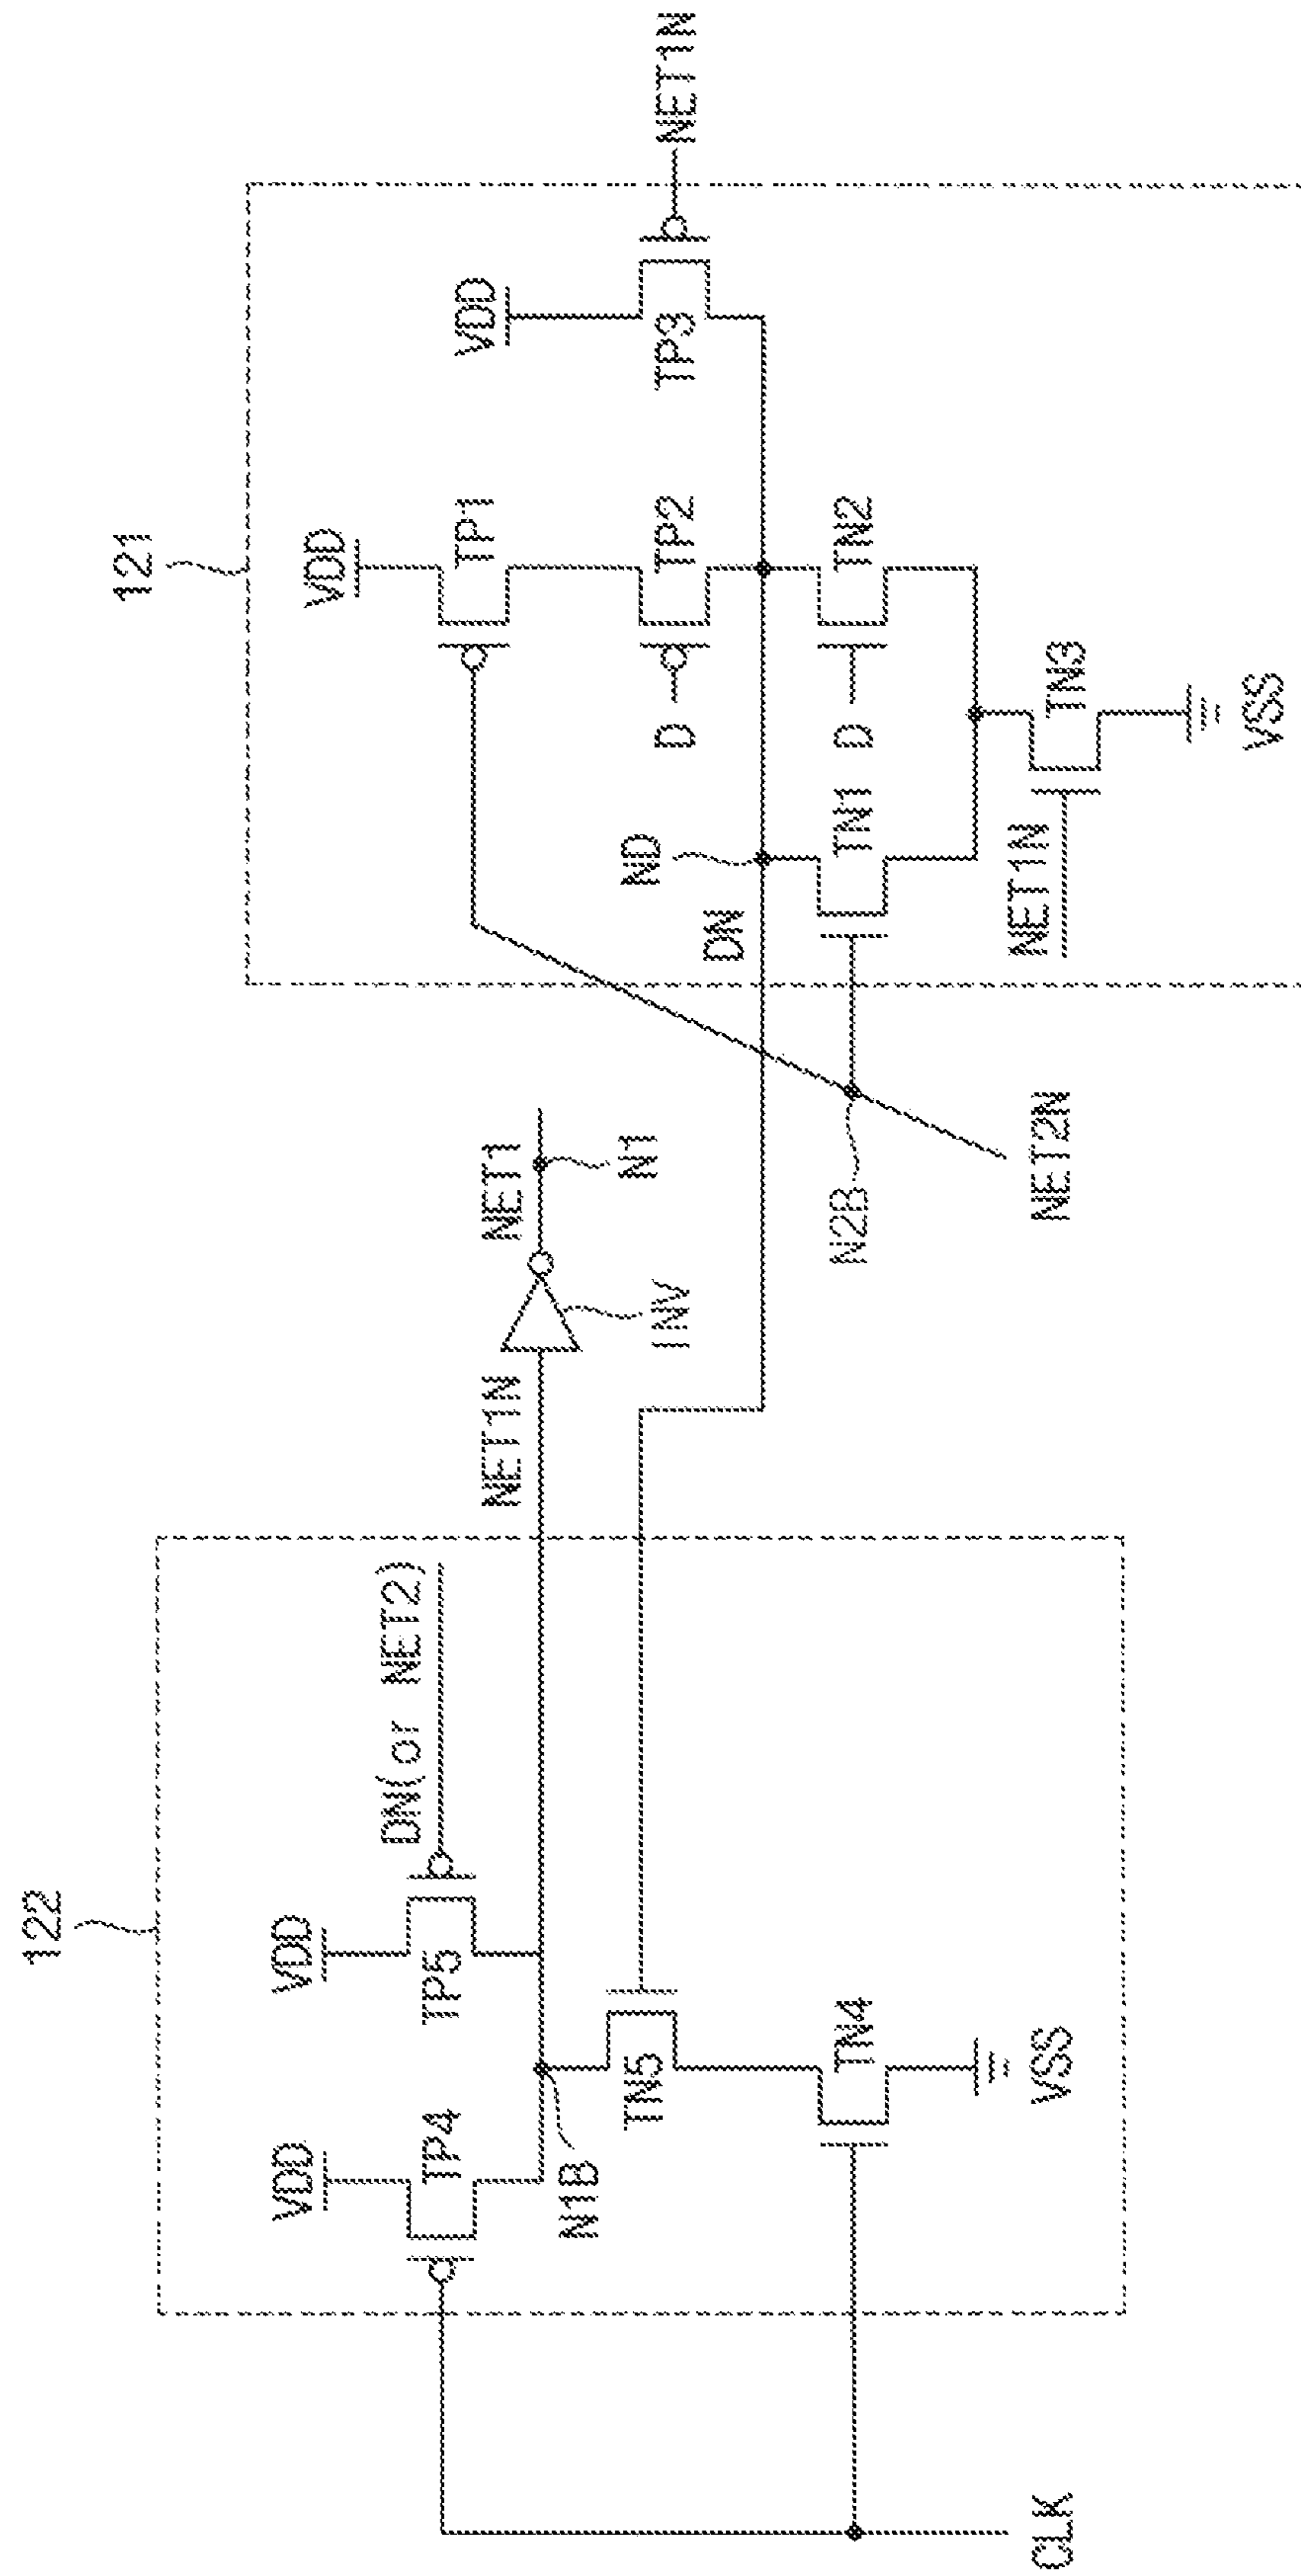 122
121
VDD
VDD
VDD
VDD
TP4
TP5
DN(or NET2)
NET1N
NET1
TP1
N1B
TN5
INV
N1
ND
D
TP2
TP3
NET1N
DN
TN4
N2B
TN1
D
TN2
CLK
VSS
NET2N
NET1N
TN3
VSS